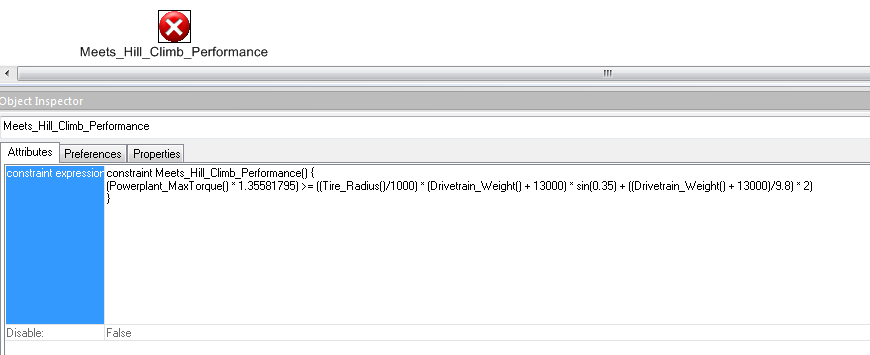 Meets_Hill_Climb_Performance
Object Inspector
Meets_Hill_Climb_Performance
Attributes Preferences Properties
constraint expression constraint Meets_Hill_Climb_Performance() {
(Powerplant_MaxTorque() * 1.35581795) >= ((Tire_Radius()/1000) * (Drivetrain_Weight() + 13000) * sin(0.35) + ((Drivetrain_Weight() + 13000)/9.8) * 2)
}
Disable: False